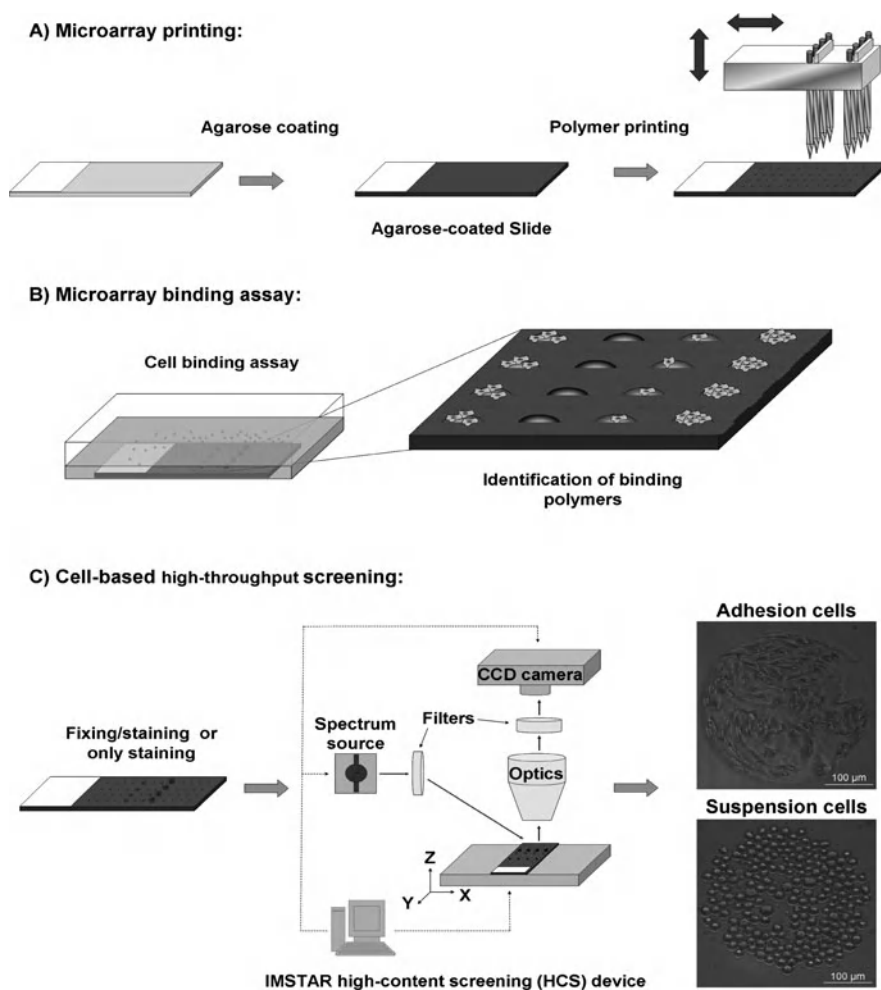 A) Microarray printing:
Agarose coating
Polymer printing
Agarose-coated Slide
B) Microarray binding assay:
Cell binding assay
Identification of binding
polymers
C) Cell-based high-throughput screening:
Fixing/staining or
only staining
Spectrum
source
Filters
CCD camera
Optics
Z
Y
X
IMSTAR high-content screening (HCS) device
Adhesion cells
100 µm
Suspension cells
100 µm